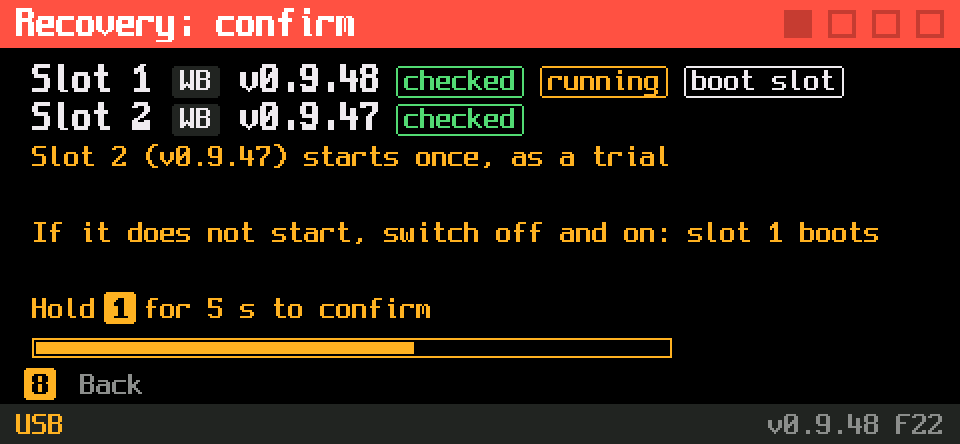 Recovery: confirm
Slot 1 WB v0.9.48 checked running boot slot
Slot 2 WB v0.9.47 checked
Slot 2 (v0.9.47) starts once, as a trial
If it does not start, switch off and on: slot 1 boots
Hold 1 for 5 s to confirm
8 Back
USB v0.9.48 F22